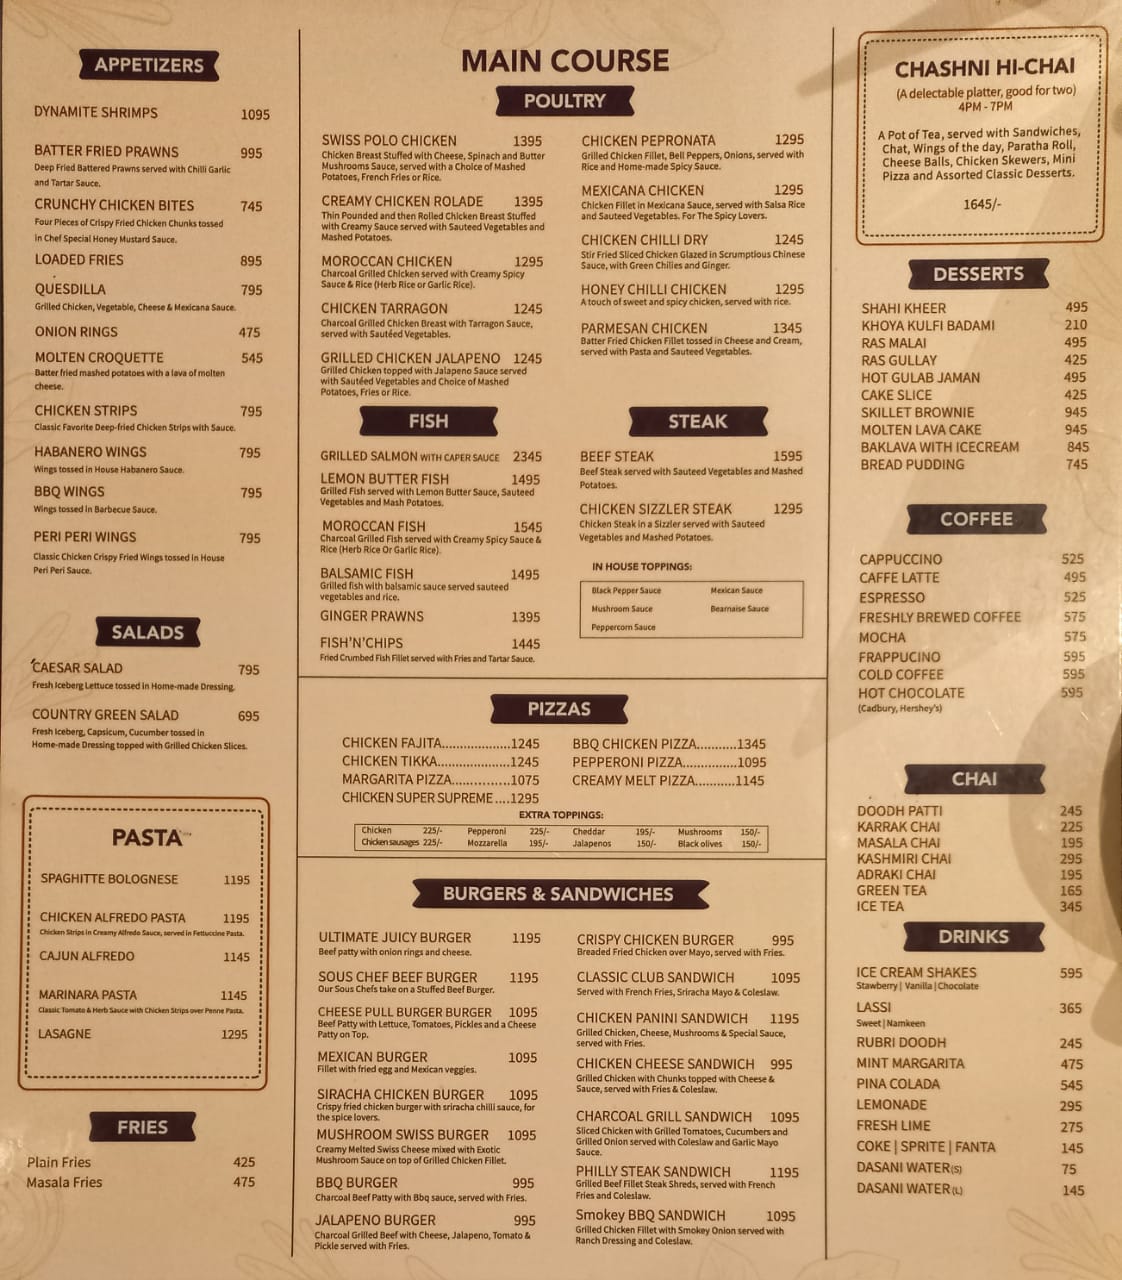 APPETIZERS
DYNAMITE SHRIMPS 1095
BATTER FRIED PRAWNS 995
Deep Fried Battered Prawns served with Chilli Garlic
and Tartar Sauce.
CRUNCHY CHICKEN BITES 745
Four Pieces of Crispy Fried Chicken Chunks tossed
in Chef Special Honey Mustard Sauce.
LOADED FRIES 895
QUESDILLA 795
Grilled Chicken, Vegetable, Cheese & Mexicana Sauce.
ONION RINGS 475
MOLTEN CROQUETTE 545
Batter fried mashed potatoes with a lava of molten
cheese.
CHICKEN STRIPS 795
Classic Favorite Deep-fried Chicken Strips with Sauce.
HABANERO WINGS 795
Wings tossed in House Habanero Sauce.
BBQ WINGS 795
Wings tossed in Barbecue Sauce.
PERI PERI WINGS 795
Classic Chicken Crispy Fried Wings tossed in House
Peri Peri Sauce.
SALADS
CAESAR SALAD 795
Fresh Iceberg Lettuce tossed in Home-made Dressing.
COUNTRY GREEN SALAD 695
Fresh Iceberg, Capsicum, Cucumber tossed in
Home-made Dressing topped with Grilled Chicken Slices.
PASTA
SPAGHITTE BOLOGNESE 1195
CHICKEN ALFREDO PASTA 1195
Chicken Strips in Creamy Alfredo Sauce, served in Fettuccine Pasta.
CAJUN ALFREDO 1145
MARINARA PASTA 1145
Classic Tomato & Herb Sauce with Chicken Strips over Penne Pasta.
LASAGNE 1295
FRIES
Plain Fries 425
Masala Fries 475
MAIN COURSE
POULTRY
SWISS POLO CHICKEN 1395
Chicken Breast Stuffed with Cheese, Spinach and Butter
Mushrooms Sauce, served with a Choice of Mashed
Potatoes, French Fries or Rice.
CREAMY CHICKEN ROLADE 1395
Thin Pounded and then Rolled Chicken Breast Stuffed
with Creamy Sauce served with Sauteed Vegetables and
Mashed Potatoes.
MOROCCAN CHICKEN 1295
Charcoal Grilled Chicken served with Creamy Spicy
Sauce & Rice (Herb Rice or Garlic Rice).
CHICKEN TARRAGON 1245
Charcoal Grilled Chicken Breast with Tarragon Sauce,
served with Sautéed Vegetables.
GRILLED CHICKEN JALAPENO 1245
Grilled Chicken topped with Jalapeno Sauce served
with Sautéed Vegetables and Choice of Mashed
Potatoes, Fries or Rice.
CHICKEN PEPRONATA 1295
Grilled Chicken Fillet, Bell Peppers, Onions, served with
Rice and Home-made Spicy Sauce.
MEXICANA CHICKEN 1295
Chicken Fillet in Mexicana Sauce, served with Salsa Rice
and Sauteed Vegetables. For The Spicy Lovers.
CHICKEN CHILLI DRY 1245
Stir Fried Sliced Chicken Glazed in Scrumptious Chinese
Sauce, with Green Chilies and Ginger.
HONEY CHILLI CHICKEN 1295
A touch of sweet and spicy chicken, served with rice.
PARMESAN CHICKEN 1345
Batter Fried Chicken Fillet tossed in Cheese and Cream,
served with Pasta and Sauteed Vegetables.
FISH
GRILLED SALMON WITH CAPER SAUCE 2345
LEMON BUTTER FISH 1495
Grilled Fish served with Lemon Butter Sauce, Sauteed
Vegetables and Mash Potatoes.
MOROCCAN FISH 1545
Charcoal Grilled Fish served with Creamy Spicy Sauce &
Rice (Herb Rice Or Garlic Rice).
BALSAMIC FISH 1495
Grilled fish with balsamic sauce served sauteed
vegetables and rice.
GINGER PRAWNS 1395
FISH'N'CHIPS 1445
Fried Crumbed Fish Fillet served with Fries and Tartar Sauce.
STEAK
BEEF STEAK 1595
Beef Steak served with Sauteed Vegetables and Mashed
Potatoes.
CHICKEN SIZZLER STEAK 1295
Chicken Steak in a Sizzler served with Sauteed
Vegetables and Mashed Potatoes.
IN HOUSE TOPPINGS:
Black Pepper Sauce Mexican Sauce
Mushroom Sauce Bearnaise Sauce
Peppercorn Sauce
PIZZAS
CHICKEN FAJITA...................1245
CHICKEN TIKKA....................1245
MARGARITA PIZZA................1075
CHICKEN SUPER SUPREME....1295
BBQ CHICKEN PIZZA...........1345
PEPPERONI PIZZA...............1095
CREAMY MELT PIZZA...........1145
EXTRA TOPPINGS:
Chicken 225/- Pepperoni 225/- Cheddar 195/- Mushrooms 150/-
Chicken sausages 225/- Mozzarella 195/- Jalapenos 150/- Black olives 150/-
BURGERS & SANDWICHES
ULTIMATE JUICY BURGER 1195
Beef patty with onion rings and cheese.
SOUS CHEF BEEF BURGER 1195
Our Sous Chefs take on a Stuffed Beef Burger.
CHEESE PULL BURGER BURGER 1095
Beef Patty with Lettuce, Tomatoes, Pickles and a Cheese
Patty on Top.
MEXICAN BURGER 1095
Fillet with fried egg and Mexican veggies.
SIRACHA CHICKEN BURGER 1095
Crispy fried chicken burger with sriracha chilli sauce, for
the spice lovers.
MUSHROOM SWISS BURGER 1095
Creamy Melted Swiss Cheese mixed with Exotic
Mushroom Sauce on top of Grilled Chicken Fillet.
BBQ BURGER 995
Charcoal Beef Patty with Bbq sauce, served with Fries.
JALAPENO BURGER 995
Charcoal Grilled Beef with Cheese, Jalapeno, Tomato &
Pickle served with Fries.
CRISPY CHICKEN BURGER 995
Breaded Fried Chicken over Mayo, served with Fries.
CLASSIC CLUB SANDWICH 1095
Served with French Fries, Sriracha Mayo & Coleslaw.
CHICKEN PANINI SANDWICH 1195
Grilled Chicken, Cheese, Mushrooms & Special Sauce,
served with Fries.
CHICKEN CHEESE SANDWICH 995
Grilled Chicken with Chunks topped with Cheese &
Sauce, served with Fries & Coleslaw.
CHARCOAL GRILL SANDWICH 1095
Sliced Chicken with Grilled Tomatoes, Cucumbers and
Grilled Onion served with Coleslaw and Garlic Mayo
Sauce.
PHILLY STEAK SANDWICH 1195
Grilled Beef Fillet Steak Shreds, served with French
Fries and Coleslaw.
Smokey BBQ SANDWICH 1095
Grilled Chicken Fillet with Smokey Onion served with
Ranch Dressing and Coleslaw.
CHASHNI HI-CHAI
(A delectable platter, good for two)
4PM - 7PM
A Pot of Tea, served with Sandwiches,
Chat, Wings of the day, Paratha Roll,
Cheese Balls, Chicken Skewers, Mini
Pizza and Assorted Classic Desserts.
1645/-
DESSERTS
SHAHI KHEER 495
KHOYA KULFI BADAMI 210
RAS MALAI 495
RAS GULLAY 425
HOT GULAB JAMAN 495
CAKE SLICE 425
SKILLET BROWNIE 945
MOLTEN LAVA CAKE 945
BAKLAVA WITH ICECREAM 845
BREAD PUDDING 745
COFFEE
CAPPUCCINO 525
CAFFE LATTE 495
ESPRESSO 525
FRESHLY BREWED COFFEE 575
MOCHA 575
FRAPPUCINO 595
COLD COFFEE 595
HOT CHOCOLATE 595
(Cadbury, Hershey's)
CHAI
DOODH PATTI 245
KARRAK CHAI 225
MASALA CHAI 195
KASHMIRI CHAI 295
ADRAKI CHAI 195
GREEN TEA 165
ICE TEA 345
DRINKS
ICE CREAM SHAKES 595
Stawberry | Vanilla | Chocolate
LASSI 365
Sweet | Namkeen
RUBRI DOODH 245
MINT MARGARITA 475
PINA COLADA 545
LEMONADE 295
FRESH LIME 275
COKE | SPRITE | FANTA 145
DASANI WATER (S) 75
DASANI WATER (L) 145